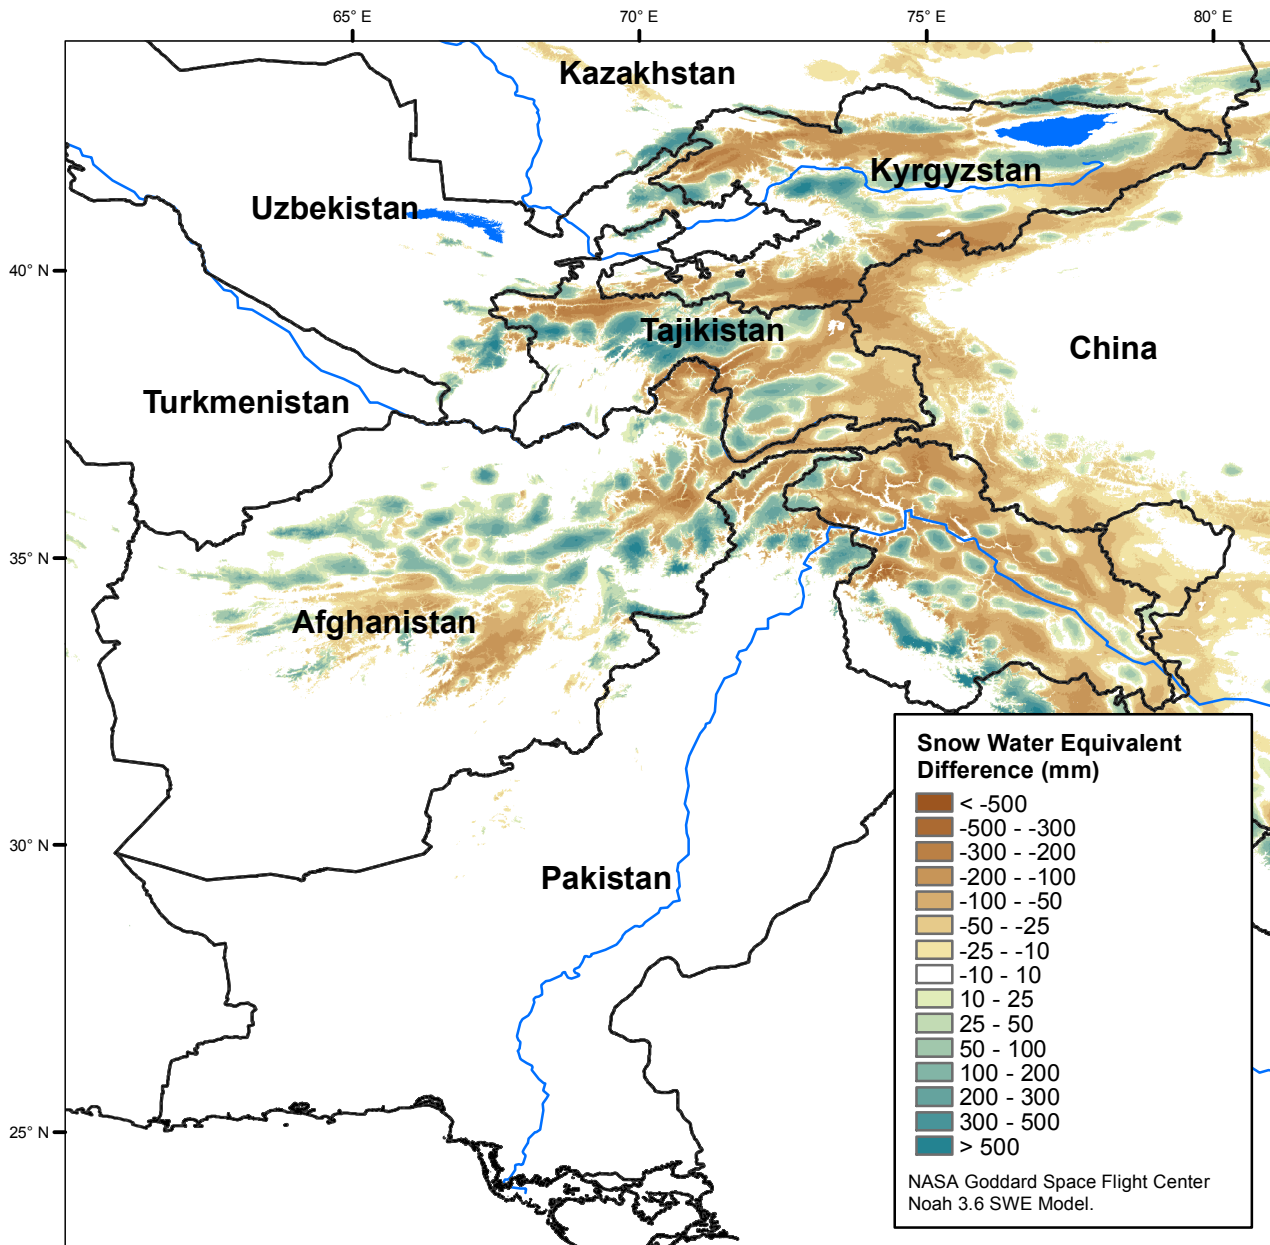 65° E
70° E
75° E
80° E
Kazakhstan
Kyrgyzstan
Uzbekistan
40° N
Tajikistan
China
Turkmenistan
35° N
Afghanistan
30° N
Pakistan
25° N
Snow Water Equivalent
Difference (mm)
< -500
-500 - -300
-300 - -200
-200 - -100
-100 - -50
-50 - -25
-25 - -10
-10 - 10
10 - 25
25 - 50
50 - 100
100 - 200
200 - 300
300 - 500
> 500
NASA Goddard Space Flight Center
Noah 3.6 SWE Model.